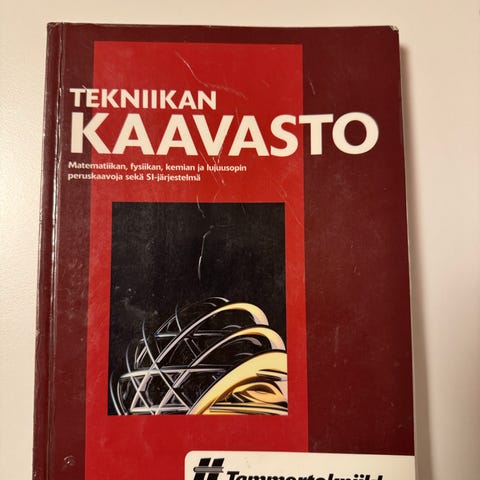 TEKNIIKAN
KAAVASTO
Matematiikan, fysiikan, kemian ja lujuusopin
peruskaavoja sekä SI-järjestelmä